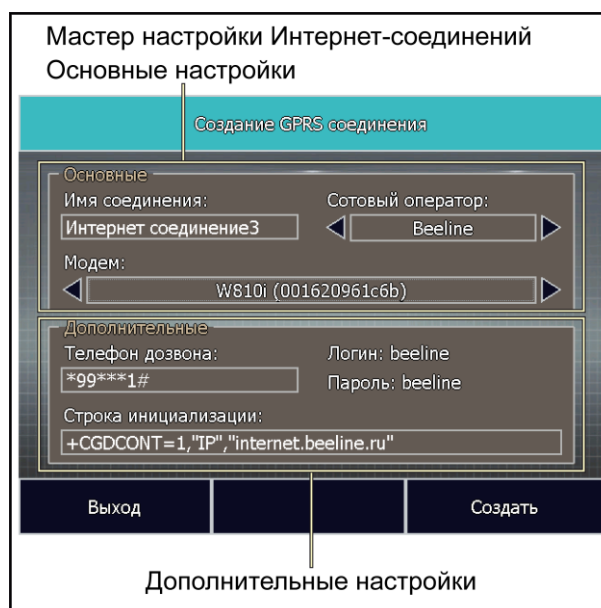 Мастер настройки Интернет-соединений
Основные настройки
Создание GPRS соединения
Основные
Имя соединения:
Сотовый оператор:
Интернет соединение3
Beeline
Модем:
W810i (001620961c6b)
Дополнительные
Телефон дозвона:
Логин: beeline
*99***1#
Пароль: beeline
Строка инициализации:
+CGDCONT=1,"IP","internet.beeline.ru"
Выход
Создать
Дополнительные настройки